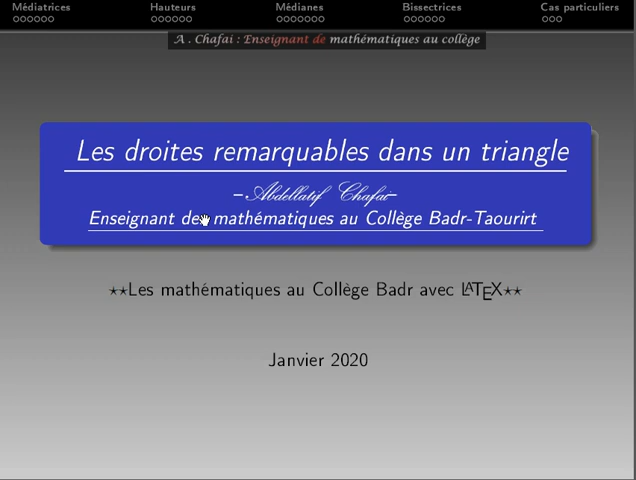 Médiatrices Hauteurs Médianes Bissectrices Cas particuliers
A . Chafai : Enseignant de mathématiques au collège
Les droites remarquables dans un triangle
–Abdellatif Chafai–
Enseignant de mathématiques au Collège Badr-Taourirt
⋆⋆Les mathématiques au Collège Badr avec LATEX⋆⋆
Janvier 2020